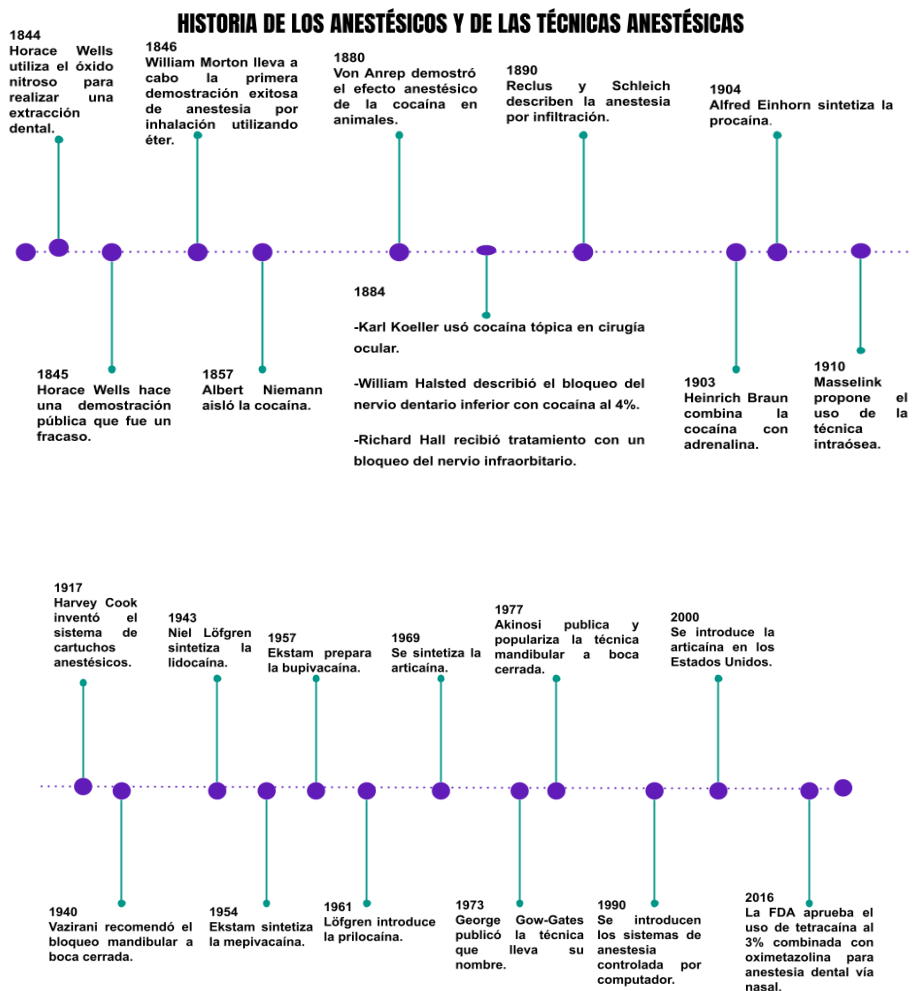 HISTORIA DE LOS ANESTÉSICOS Y DE LAS TÉCNICAS ANESTÉSICAS
1844
Horace Wells
utiliza el óxido
nitroso para
realizar una
extracción
dental.
1846
William Morton lleva a
cabo la primera
demostración exitosa
de anestesia por
inhalación utilizando
éter.
1880
Von Anrep demostró
el efecto anestésico
de la cocaína en
animales.
1890
Reclus y Schleich
describen la anestesia
por infiltración.
1904
Alfred Einhorn sintetiza la
procaína.
1845
Horace Wells hace
una demostración
pública que fue un
fracaso.
1857
Albert Niemann
aisló la cocaína.
1884
-Karl Koeller usó cocaína tópica en cirugía
ocular.
-William Halsted describió el bloqueo del
nervio dentario inferior con cocaína al 4%.
-Richard Hall recibió tratamiento con un
bloqueo del nervio infraorbitario.
1903
Heinrich Braun
combina la
cocaína con
adrenalina.
1910
Masselink
propone el
uso de la
técnica
intraósea.
1917
Harvey Cook
inventó el
sistema de
cartuchos
anestésicos.
1943
Niel Löfgren
sintetiza la
lidocaína.
1957
Ekstam prepara
la bupivacaína.
1969
Se sintetiza la
articaína.
1977
Akinosi publica y
populariza la técnica
mandibular a boca
cerrada.
2000
Se introduce la
articaína en los
Estados Unidos.
1940
Vazirani recomendó el
bloqueo mandibular a
boca cerrada.
1954
Ekstam sintetiza
la mepivacaína.
1961
Löfgren introduce
la prilocaína.
1973
George Gow-Gates
publicó la técnica
que lleva su
nombre.
1990
Se introducen
los sistemas de
anestesia
controlada por
computador.
2016
La FDA aprueba el
uso de tetracaína al
3% combinada con
oximetazolina para
anestesia dental vía
nasal.